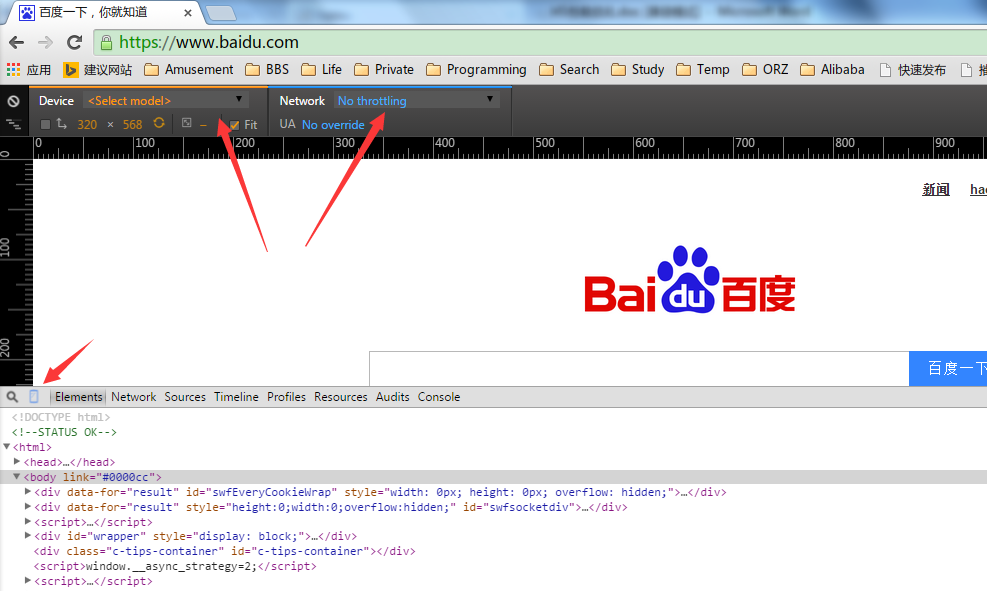 百度一下，你就知道
https://www.baidu.com
应用 建议网站 Amusement BBS Life Private Programming Search Study Temp ORZ Alibaba 快速发布
Device <Select model> Network No throttling
320 × 568 Fit UA No override
0 100 200 300 400 500 600 700 800 900
0
100
200
新闻
Bai du 百度
百度一下
Elements Network Sources Timeline Profiles Resources Audits Console
<!DOCTYPE html>
<!--STATUS OK-->
<html>
<head>…</head>
<body link="#0000cc">
<div data-for="result" id="swfEveryCookieWrap" style="width: 0px; height: 0px; overflow: hidden;">…</div>
<div data-for="result" style="height:0;width:0;overflow:hidden;" id="swfsocketdiv">…</div>
<script>…</script>
<div id="wrapper" style="display: block;">…</div>
<div class="c-tips-container" id="c-tips-container"></div>
<script>window.__async_strategy=2;</script>
<script>…</script>